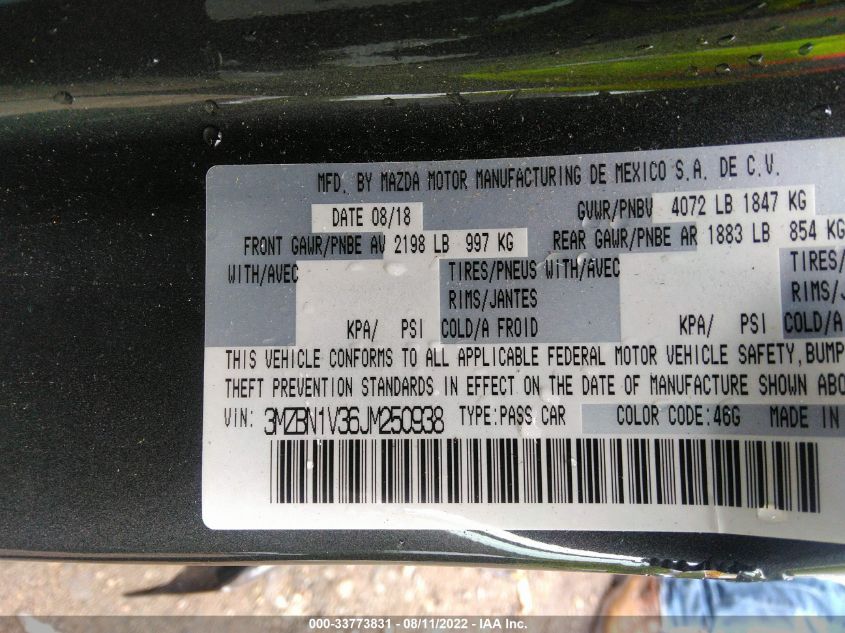 MFD. BY MAZDA MOTOR MANUFACTURING DE MEXICO S.A. DE C.V.
DATE 08/18 GVWR/PNBV 4072 LB 1847 KG
FRONT GAWR/PNBE AV 2198 LB 997 KG REAR GAWR/PNBE AR 1883 LB 854 KG
WITH/AVEC TIRES/PNEUS WITH/AVEC TIRES/
RIMS/JANTES RIMS/
KPA/ PSI COLD/A FROID KPA/ PSI COLD/A
THIS VEHICLE CONFORMS TO ALL APPLICABLE FEDERAL MOTOR VEHICLE SAFETY, BUMP
THEFT PREVENTION STANDARDS IN EFFECT ON THE DATE OF MANUFACTURE SHOWN ABO
VIN: 3MZBN1V36JM250938 TYPE:PASS CAR COLOR CODE:46G MADE IN
000-33773831 - 08/11/2022 - IAA Inc.